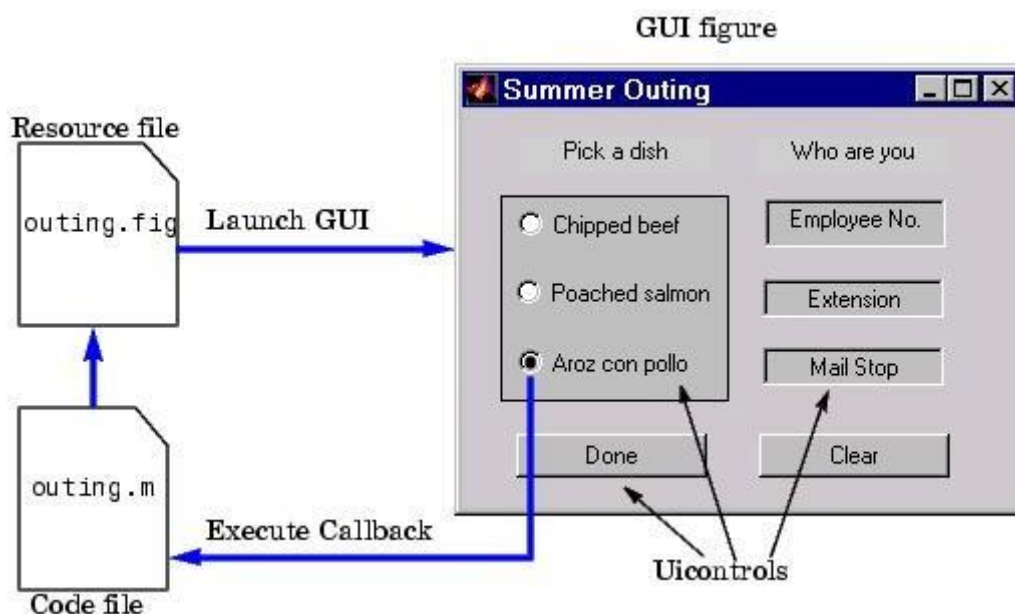 GUI figure
Summer Outing
Resource file
outing.fig
Launch GUI
Pick a dish
Who are you
Chipped beef
Poached salmon
Aroz con pollo
Employee No.
Extension
Mail Stop
Done
Clear
outing.m
Execute Callback
Code file
Uicontrols